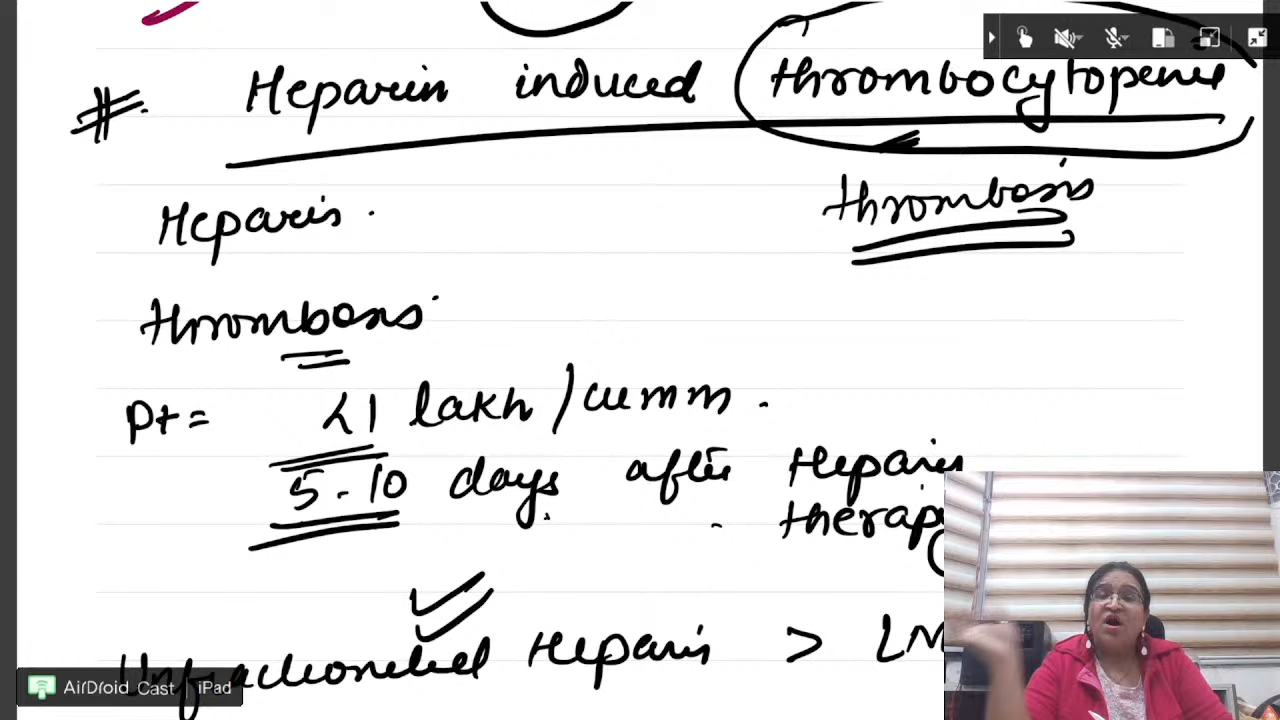 # Heparin induced thrombocytopenia
thrombosis
Heparin.
thrombosis
Pt = <1 lakh / cumm.
5-10 days after Heparin
therapy
Unfractionated Heparin > LM
AirDroid Cast iPad